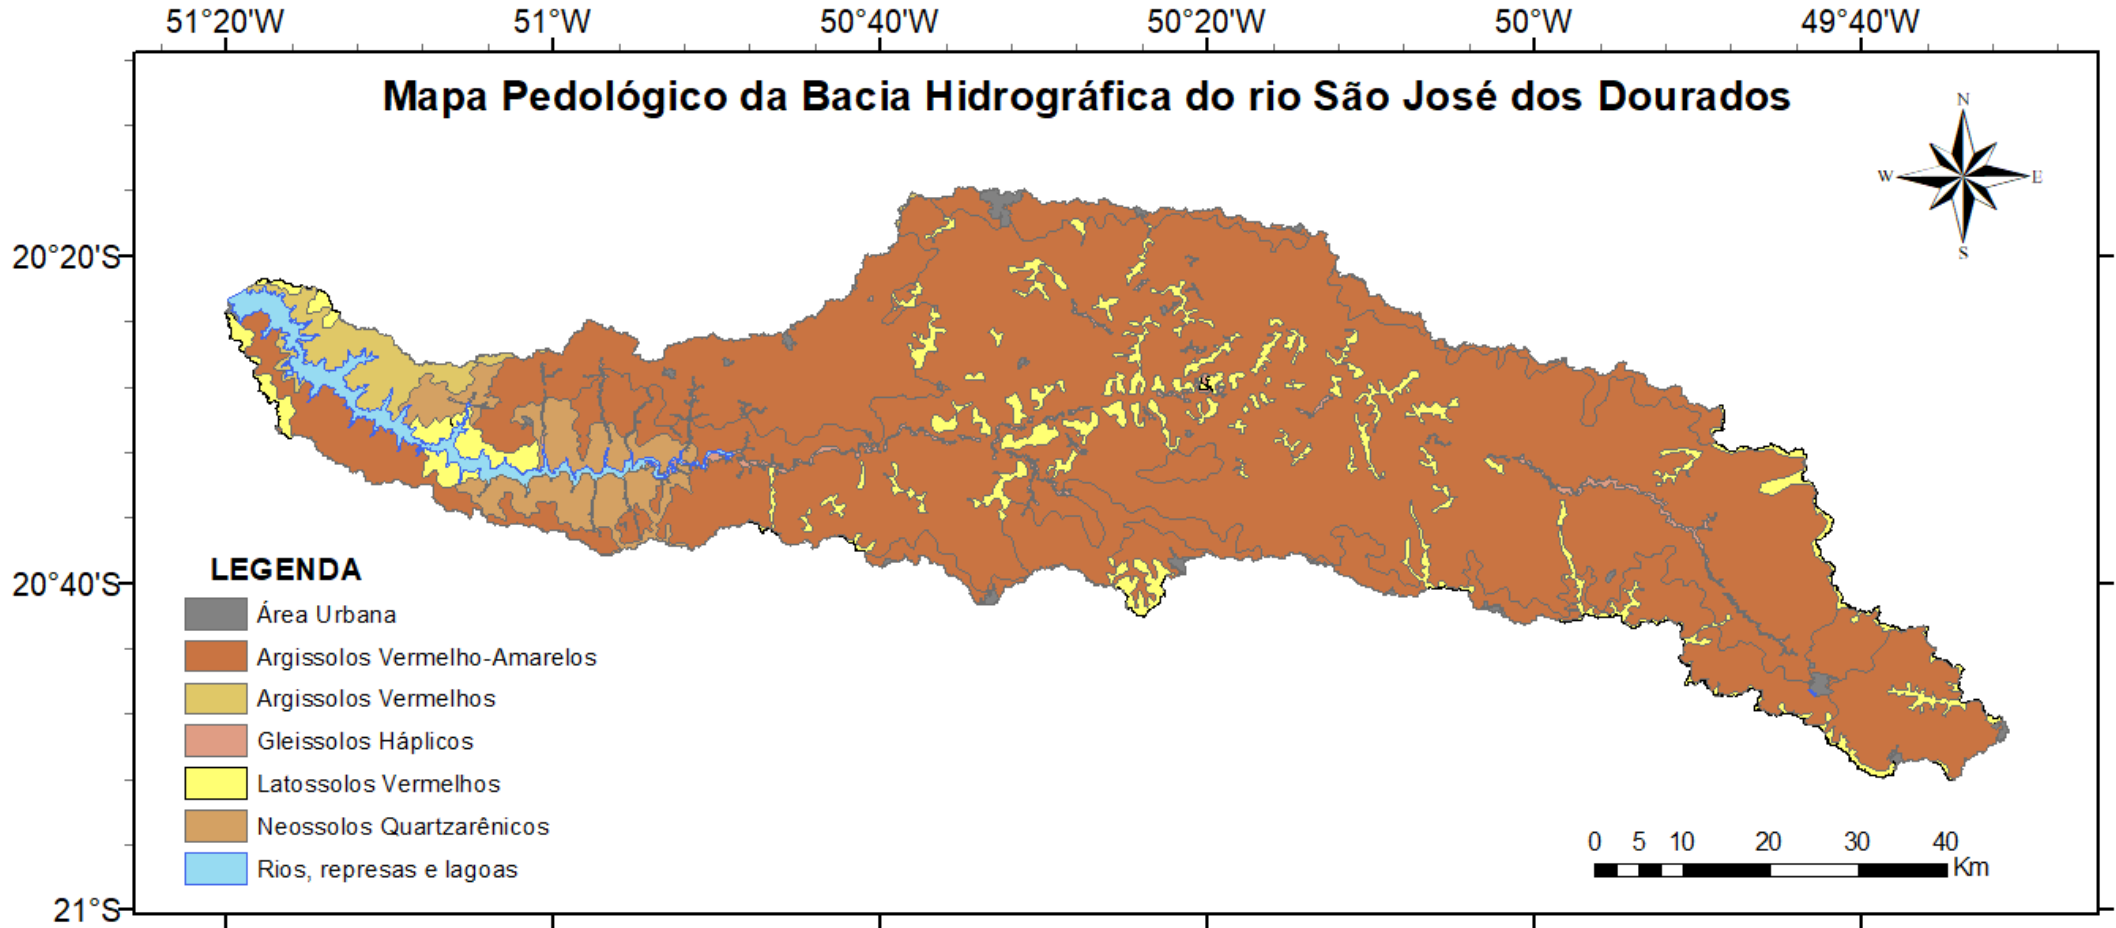 51°20'W 51°W 50°40'W 50°20'W 50°W 49°40'W
Mapa Pedológico da Bacia Hidrográfica do rio São José dos Dourados
N
W E
S
20°20'S
20°40'S
21°S
LEGENDA
Área Urbana
Argissolos Vermelho-Amarelos
Argissolos Vermelhos
Gleissolos Háplicos
Latossolos Vermelhos
Neossolos Quartzarênicos
Rios, represas e lagoas
0 5 10 20 30 40
Km